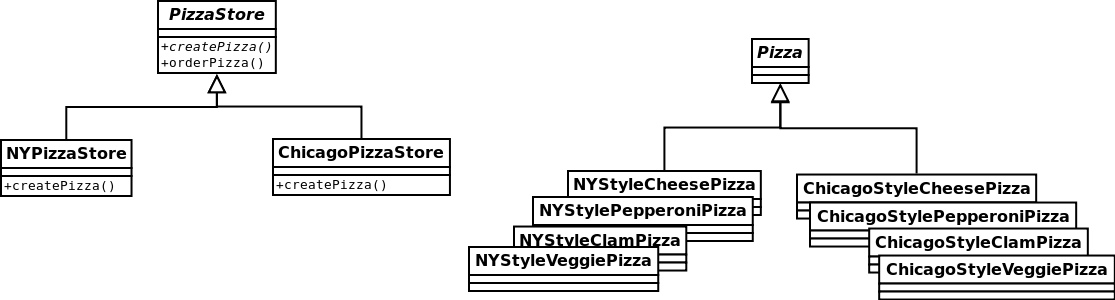 PizzaStore
+createPizza()
+orderPizza()
NYPizzaStore
+createPizza()
ChicagoPizzaStore
+createPizza()
Pizza
NYStyleCheesePizza
NYStylePepperoniPizza
NYStyleClamPizza
NYStyleVeggiePizza
ChicagoStyleCheesePizza
ChicagoStylePepperoniPizza
ChicagoStyleClamPizza
ChicagoStyleVeggiePizza